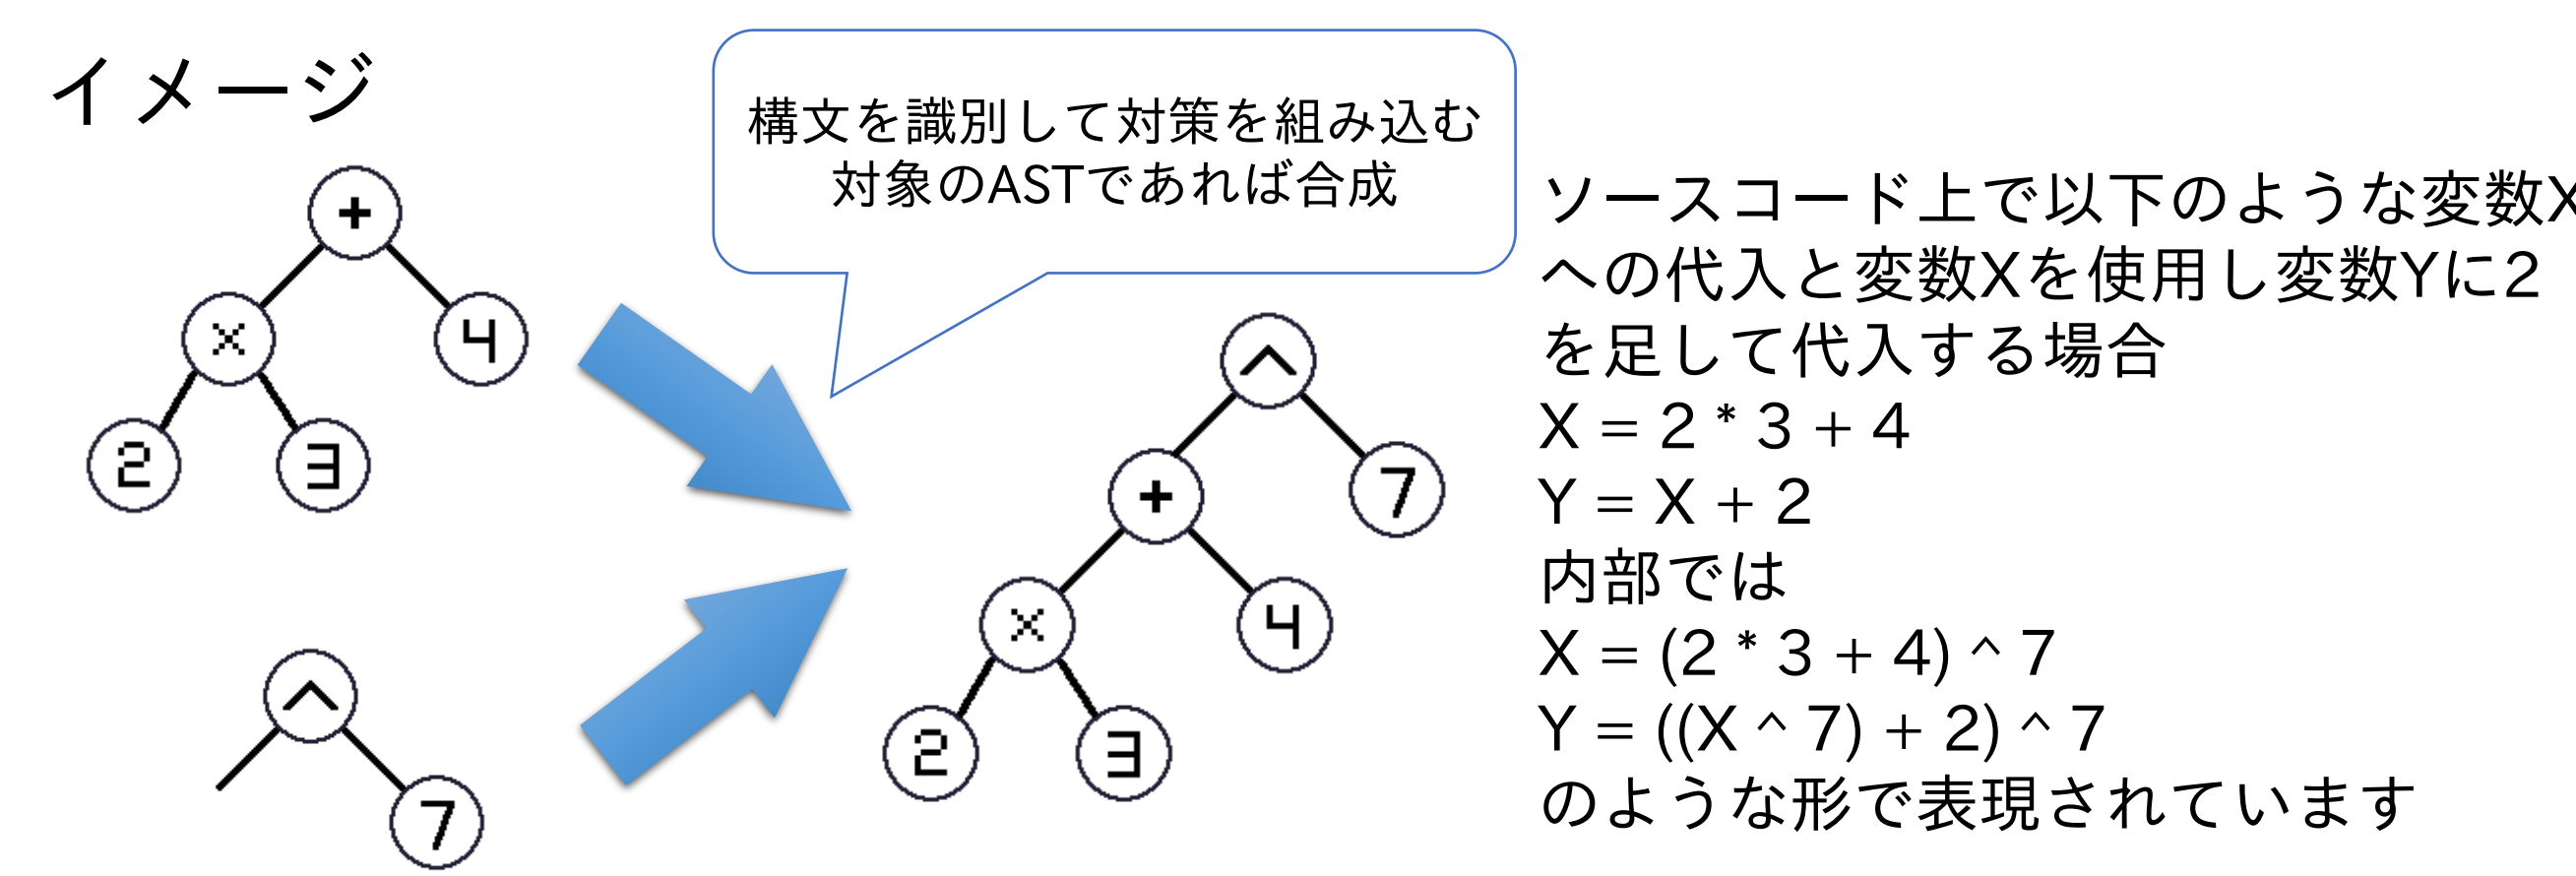 イメージ
構文を識別して対策を組み込む
対象のASTであれば合成
+
×
4
2
3
^
7
^
+
7
×
4
2
3
ソースコード上で以下のような変数X
への代入と変数Xを使用し変数Yに2
を足して代入する場合
X = 2 * 3 + 4
Y = X + 2
内部では
X = (2 * 3 + 4) ^ 7
Y = ((X ^ 7) + 2) ^ 7
のような形で表現されています